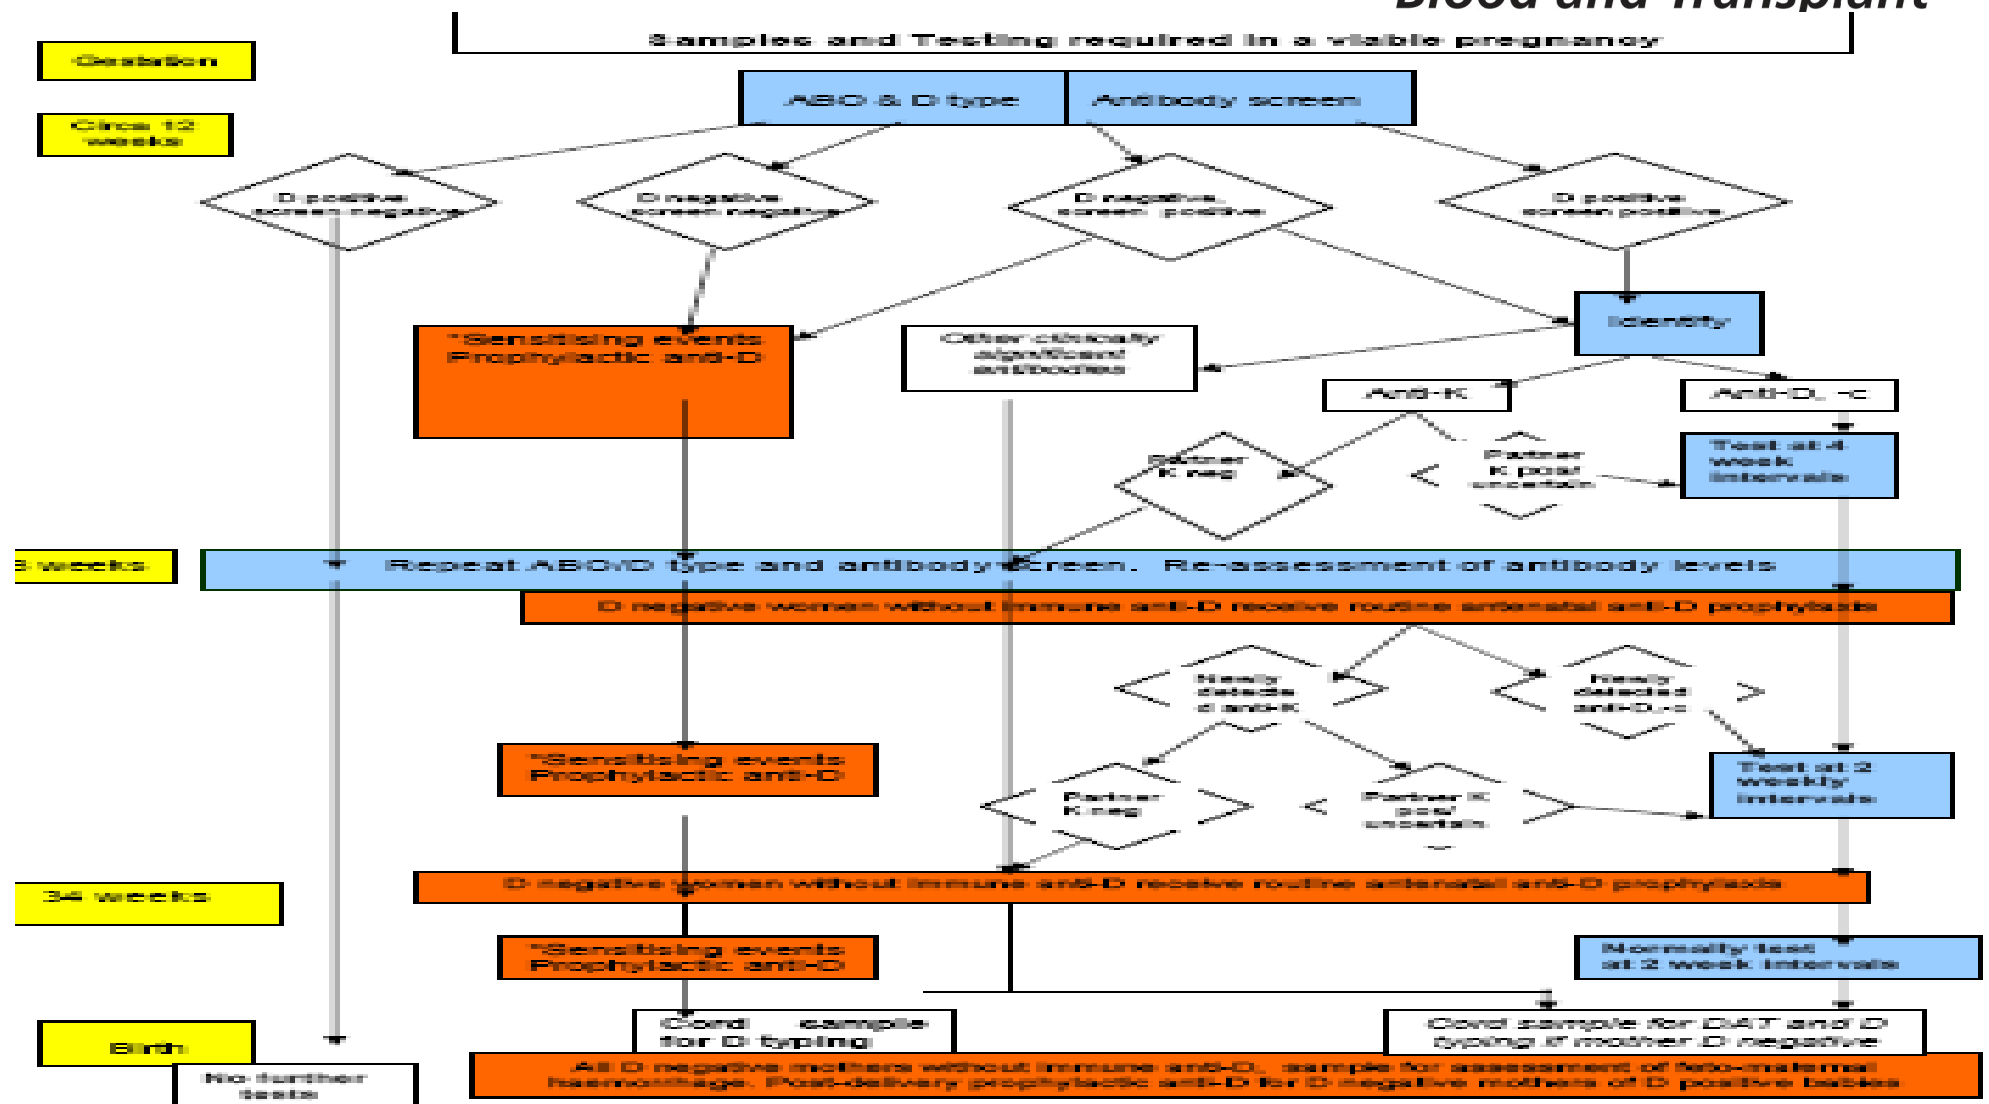 Blood and Transplant
Samples and Testing required in a viable pregnancy
Gestation
ABO & D type
Antibody screen
Circa 12
weeks
D positive
screen negative
D negative
screen negative
D negative,
screen positive
D positive
screen positive
Identify
*Sensitising events
Prophylactic anti-D
Other clinically
significant
antibodies
Anti-K
Anti-D, -c
Partner
K neg
Partner
K pos/
uncertain
Test at 4
week
intervals
8 weeks
Repeat ABO/D type and antibody screen. Re-assessment of antibody levels
D negative women without immune anti-D receive routine antenatal anti-D prophylaxis
Newly
detecte
d anti-K
Newly
detected
anti-D,-c
*Sensitising events
Prophylactic anti-D
Partner
K neg
Partner K
pos/
uncertain
Test at 2
weekly
intervals
34 weeks
D negative women without immune anti-D receive routine antenatal anti-D prophylaxis
*Sensitising events
Prophylactic anti-D
Normally test
at 2 week intervals
Birth
Cord sample
for D typing
Cord sample for DAT and D
typing if mother D negative
No further
tests
All D negative mothers without immune anti-D, sample for assessment of feto-maternal
haemorrhage. Post-delivery prophylactic anti-D for D negative mothers of D positive babies